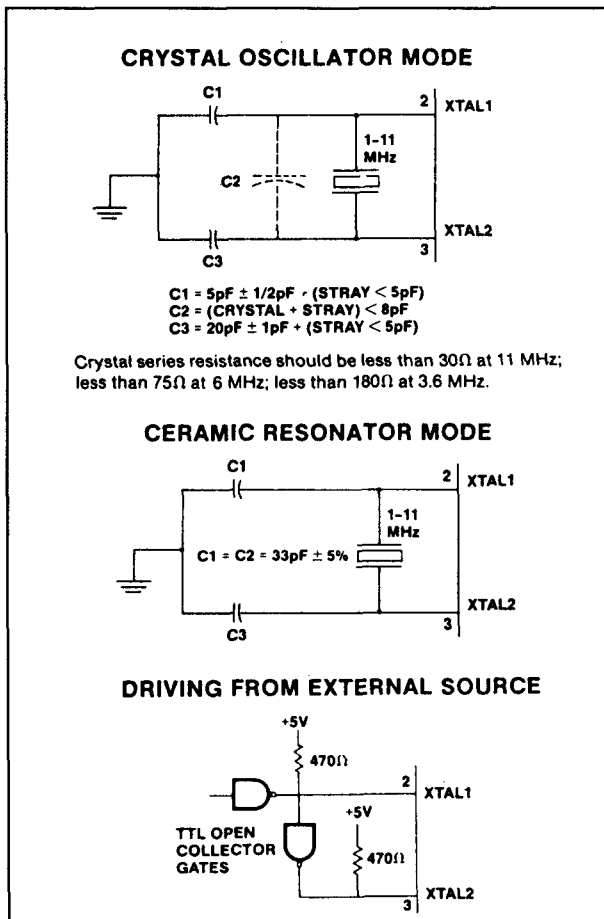 CRYSTAL OSCILLATOR MODE
C1
2 XTAL1
1-11
MHz
C2
XTAL2
3
C3
C1 = 5pF ± 1/2pF + (STRAY < 5pF)
C2 = (CRYSTAL + STRAY) < 8pF
C3 = 20pF ± 1pF + (STRAY < 5pF)
Crystal series resistance should be less than 30Ω at 11 MHz;
less than 75Ω at 6 MHz; less than 180Ω at 3.6 MHz.
CERAMIC RESONATOR MODE
C1
2 XTAL1
1-11
MHz
C1 = C2 = 33pF ± 5%
XTAL2
3
C3
DRIVING FROM EXTERNAL SOURCE
+5V
470Ω
2
XTAL1
+5V
TTL OPEN
COLLECTOR
GATES
470Ω
XTAL2
3